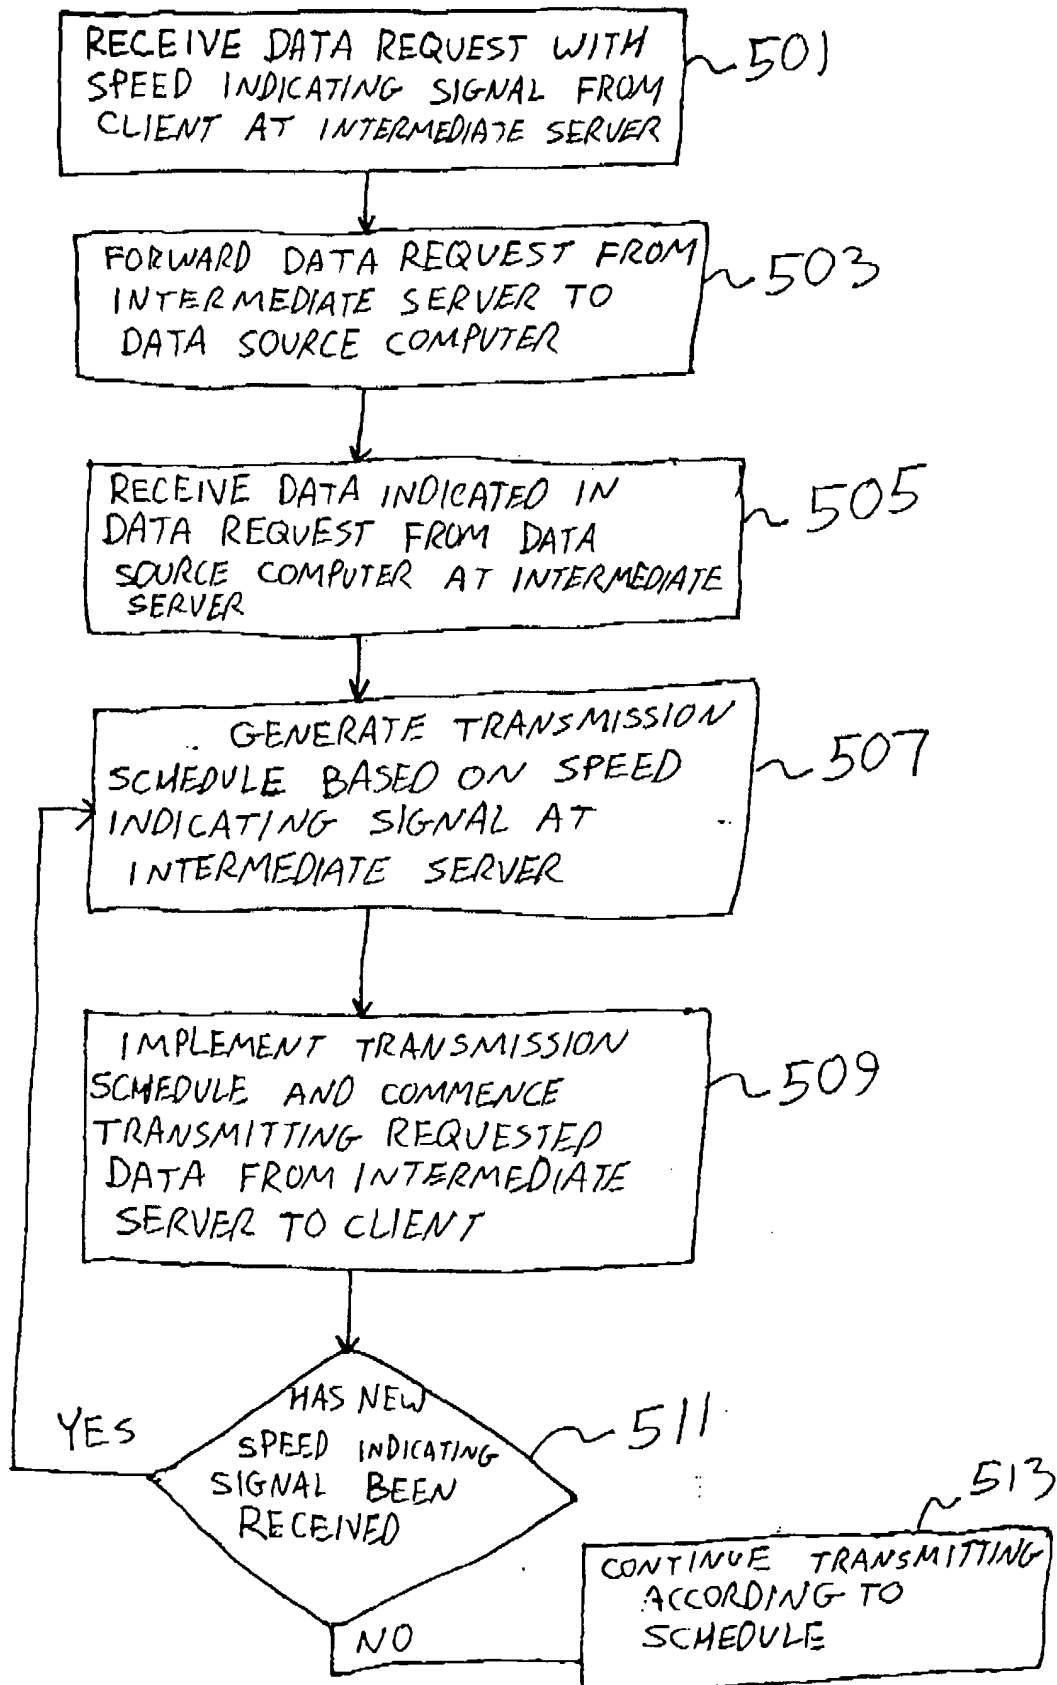 RECEIVE DATA REQUEST WITH
SPEED INDICATING SIGNAL FROM
CLIENT AT INTERMEDIATE SERVER
501
FORWARD DATA REQUEST FROM
INTERMEDIATE SERVER TO
DATA SOURCE COMPUTER
503
RECEIVE DATA INDICATED IN
DATA REQUEST FROM DATA
SOURCE COMPUTER AT INTERMEDIATE
SERVER
505
GENERATE TRANSMISSION
SCHEDULE BASED ON SPEED
INDICATING SIGNAL AT
INTERMEDIATE SERVER
507
IMPLEMENT TRANSMISSION
SCHEDULE AND COMMENCE
TRANSMITTING REQUESTED
DATA FROM INTERMEDIATE
SERVER TO CLIENT
509
HAS NEW
SPEED INDICATING
SIGNAL BEEN
RECEIVED
511
YES
NO
CONTINUE TRANSMITTING
ACCORDING TO
SCHEDULE
513